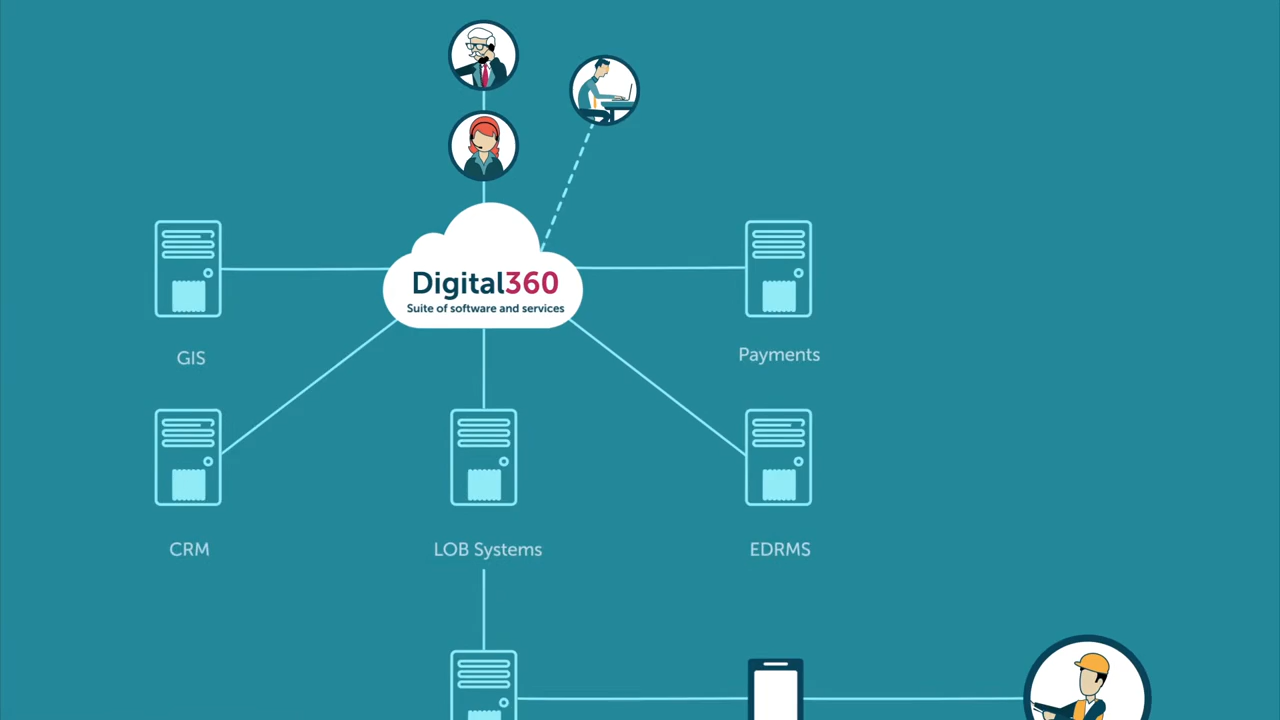 Digital360
Suite of software and services
GIS
Payments
CRM
LOB Systems
EDRMS